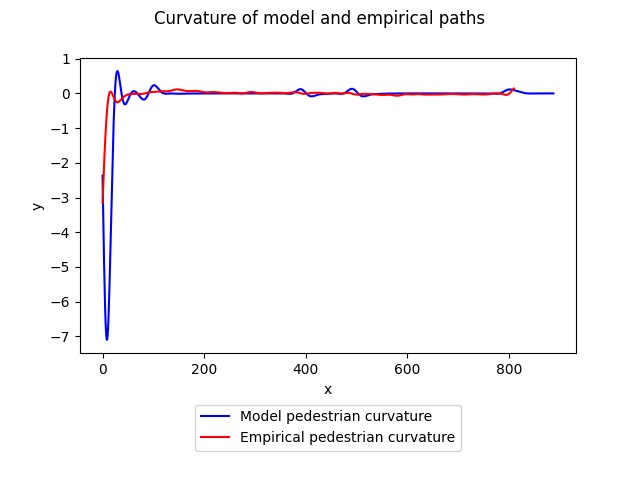 Curvature of model and empirical paths
1
0
−1
−2
−3
−4
−5
−6
−7
y
0 200 400 600 800
x
Model pedestrian curvature
Empirical pedestrian curvature